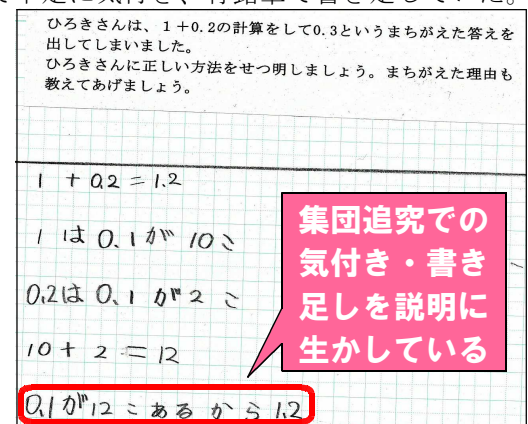 ひろきさんは、1+0.2の計算をして0.3というまちがえた答えを
出してしまいました。
ひろきさんに正しい方法をせつ明しましょう。まちがえた理由も
教えてあげましょう。
1 + 0.2 = 1.2
1 は 0.1 が 10 こ
0.2は 0.1 が 2 こ
10 + 2 = 12
0.1が12こあるから 1.2
集団追究での
気付き・書き
足しを説明に
生かしている